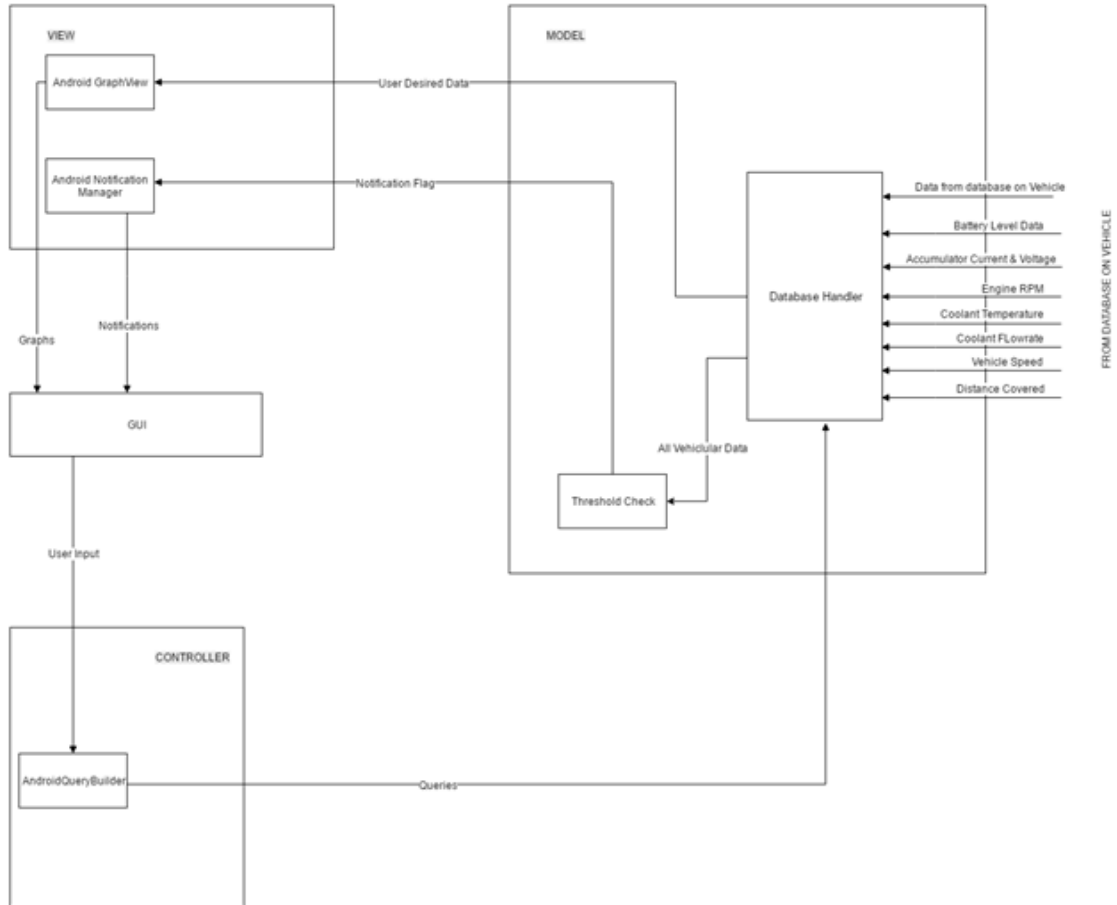 VIEW
MODEL
Android GraphView
User Desired Data
Android Notification
Manager
Notification Flag
Data from database on Vehicle
Battery Level Data
Accumulator Current & Voltage
Engine RPM
Database Handler
Coolant Temperature
Coolant FLowrate
Vehicle Speed
Distance Covered
FROM DATABASE ON VEHICLE
Graphs
Notifications
GUI
All Vehiclular Data
Threshold Check
User Input
CONTROLLER
AndroidQueryBuilder
Queries